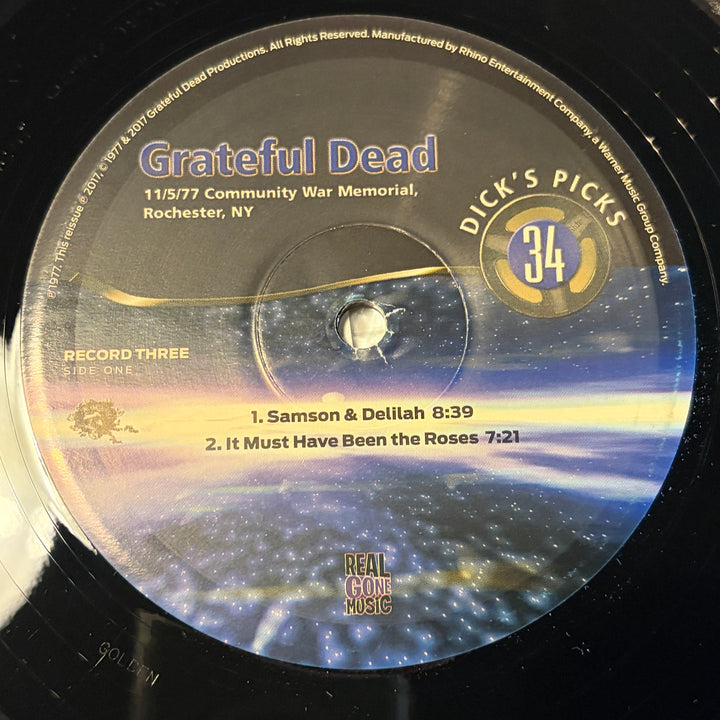 ℗1977. This reissue ℗ 2017, © 1977 & 2017 Grateful Dead Productions. All Rights Reserved. Manufactured by Rhino Entertainment Company, a Warner Music Group Company.
Grateful Dead
11/5/77 Community War Memorial,
Rochester, NY
DICK'S PICKS
34
RECORD THREE
SIDE ONE
1. Samson & Delilah 8:39
2. It Must Have Been the Roses 7:21
REAL
GONE
MUSIC
GOLDEN